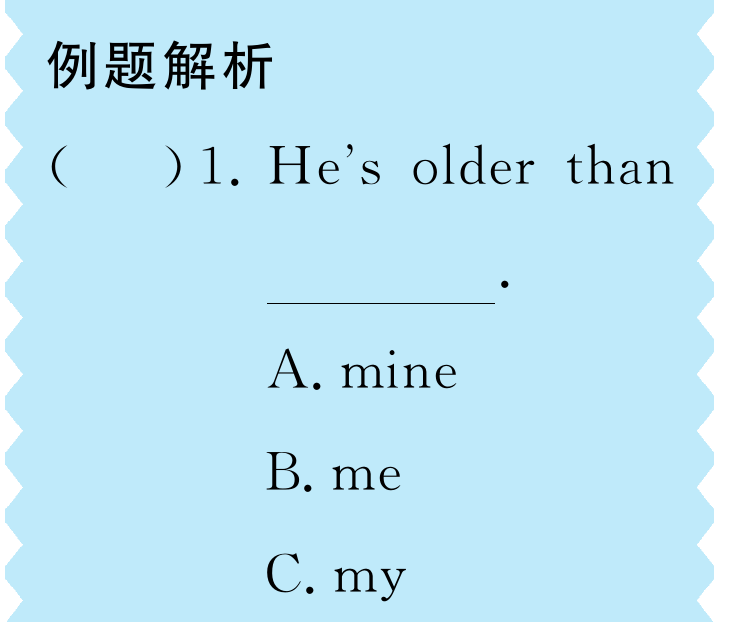 例题解析
(   )1. He’s older than
________.
A. mine
B. me
C. my